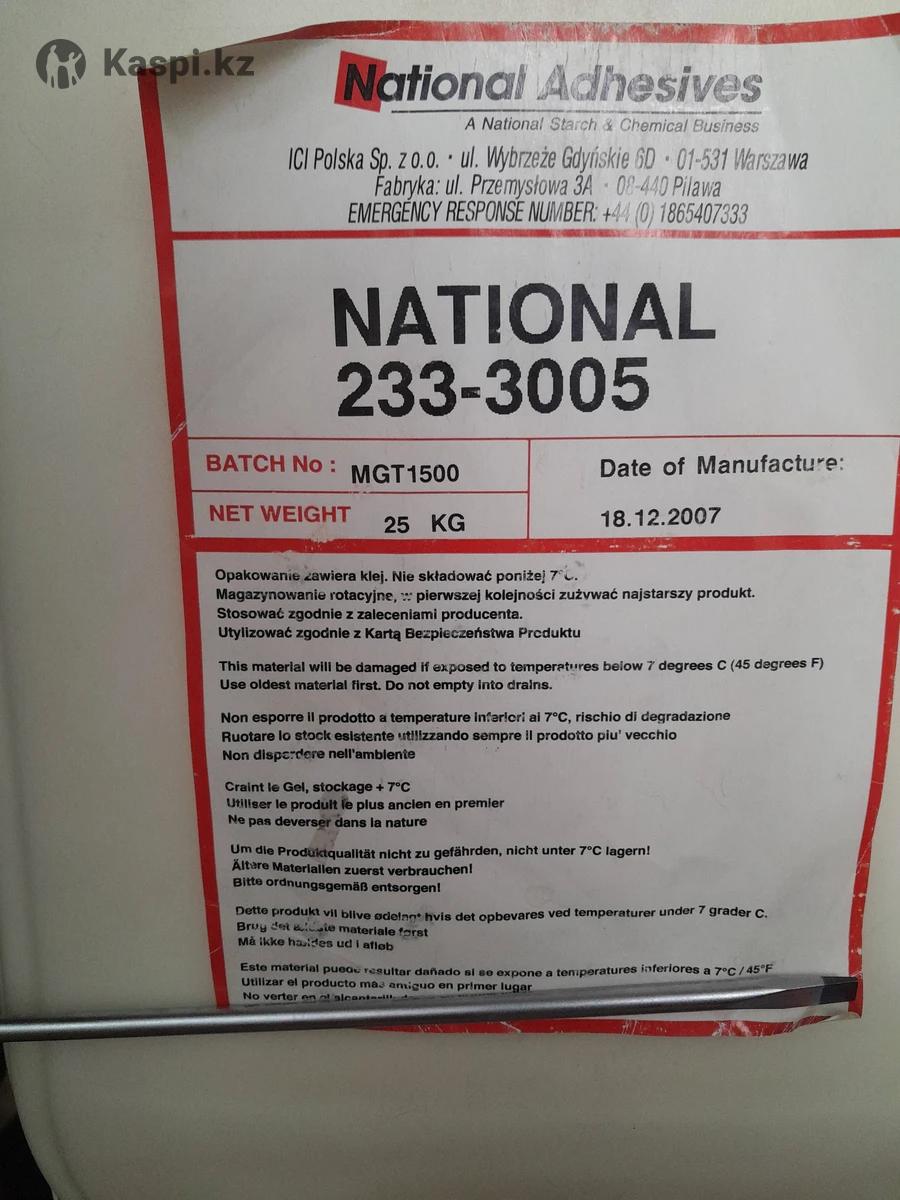 Kaspi.kz
National Adhesives
A National Starch & Chemical Business
ICI Polska Sp. z o.o. • ul. Wybrzeże Gdyńskie 6D • 01-531 Warszawa
Fabryka: ul. Przemysłowa 3A • 08-440 Pilawa
EMERGENCY RESPONSE NUMBER: +44 (0) 1865407333
NATIONAL
233-3005
BATCH No : MGT1500
Date of Manufacture:
NET WEIGHT 25 KG
18.12.2007
Opakowanie zawiera klej. Nie składować poniżej 7°C.
Magazynowanie rotacyjne, w pierwszej kolejności zużywać najstarszy produkt.
Stosować zgodnie z zaleceniami producenta.
Utylizować zgodnie z Kartą Bezpieczeństwa Produktu
This material will be damaged if exposed to temperatures below 7 degrees C (45 degrees F)
Use oldest material first. Do not empty into drains.
Non esporre il prodotto a temperature inferiori ai 7°C, rischio di degradazione
Ruotare lo stock esistente utilizzando sempre il prodotto piu' vecchio
Non disperdere nell'ambiente
Craint le Gel, stockage + 7°C
Utiliser le produit le plus ancien en premier
Ne pas deverser dans la nature
Um die Produktqualität nicht zu gefährden, nicht unter 7°C lagern!
Ältere Materialien zuerst verbrauchen!
Bitte ordnungsgemäß entsorgen!
Dette produkt vil blive ødelagt hvis det opbevares ved temperaturer under 7 grader C.
Brug det ældste materiale først
Må ikke hældes ud i afløb
Este material puede resultar dañado si se expone a temperatures inferiores a 7°C / 45°F
Utilizar el producto mas antiguo en primer lugar
No verter en el